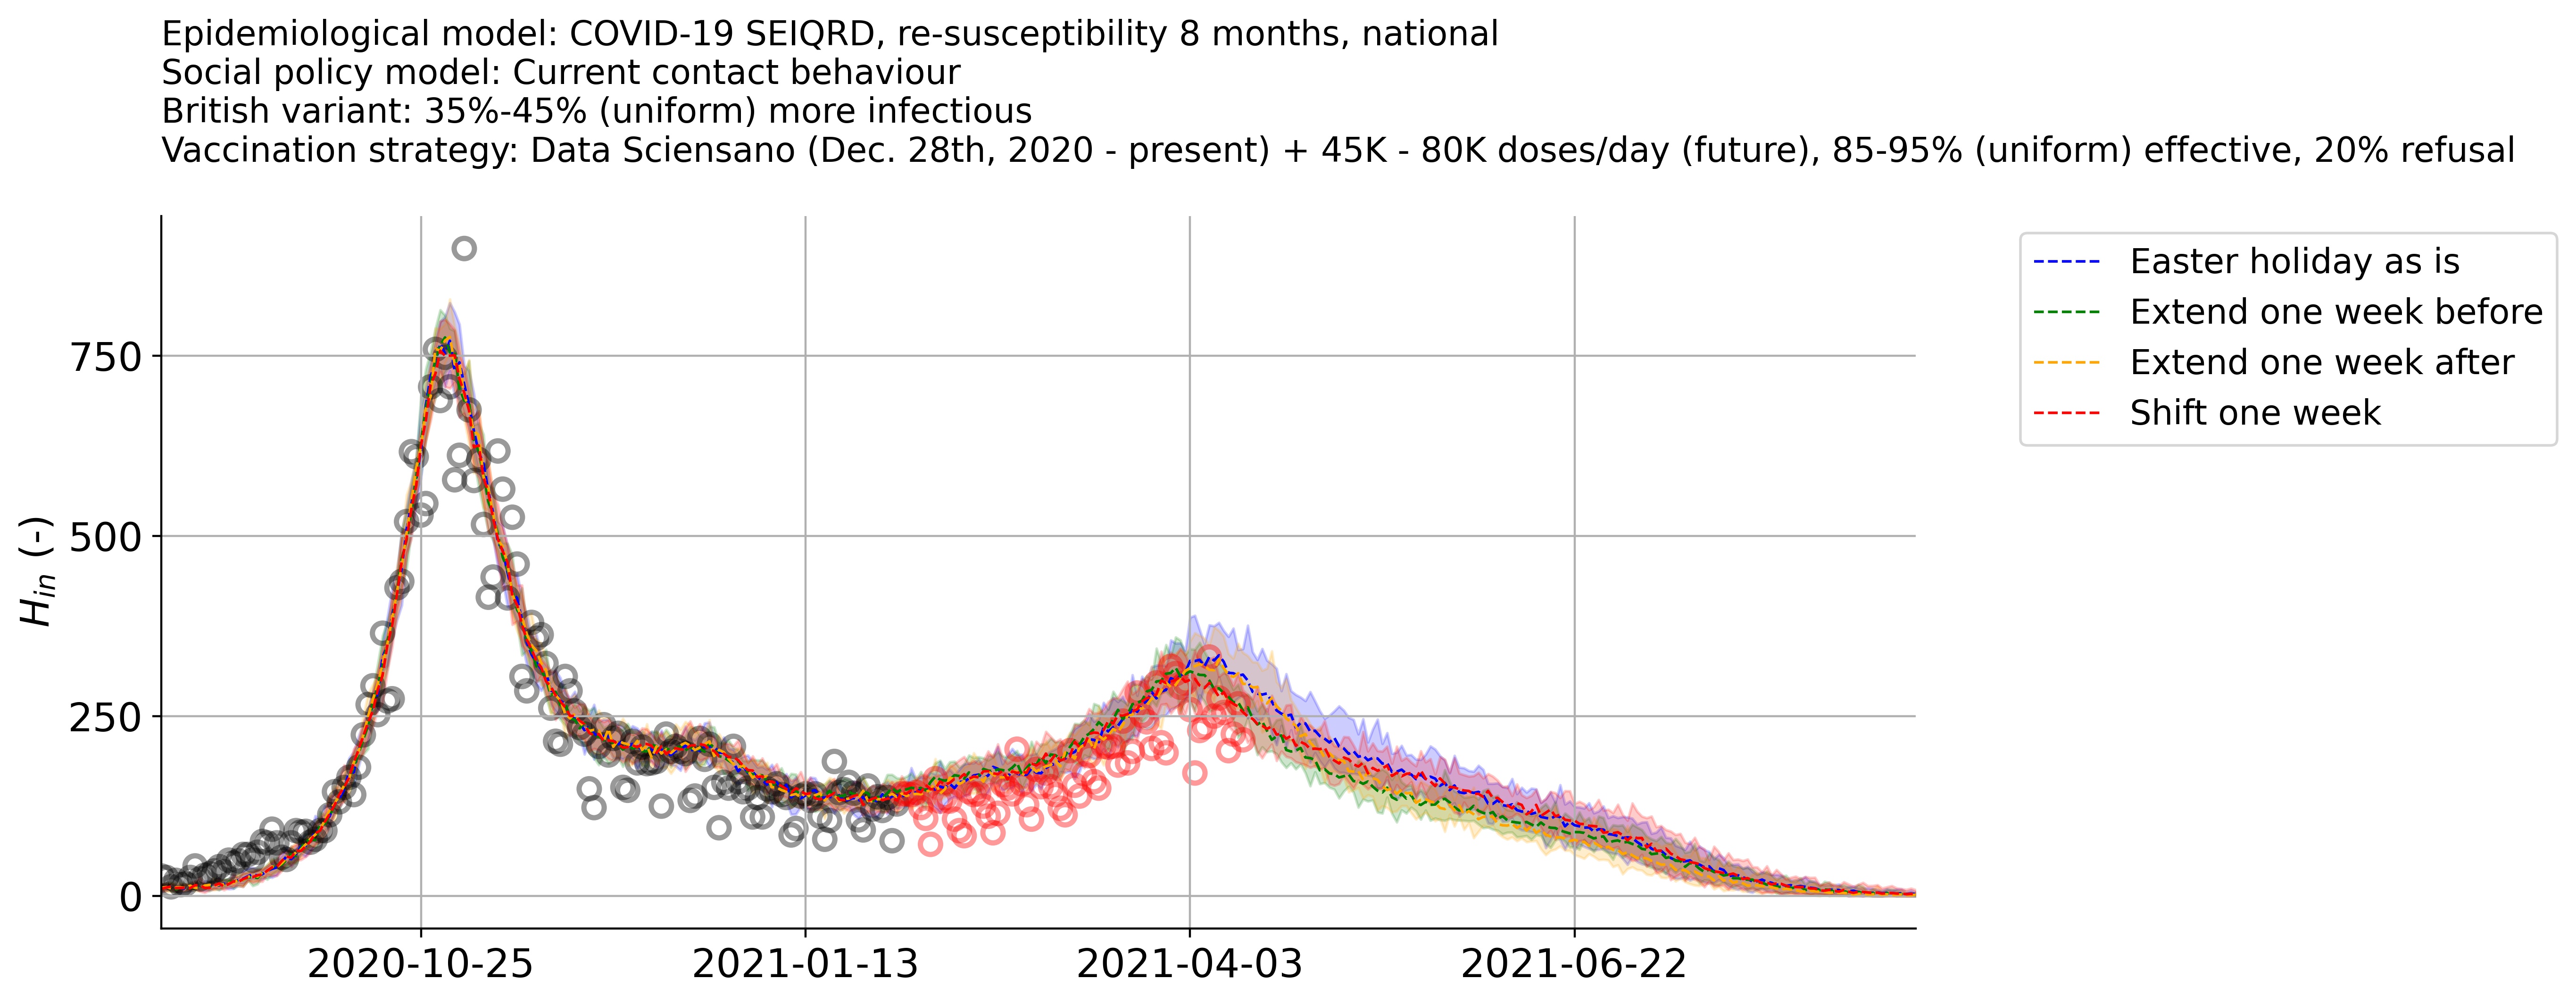 Epidemiological model: COVID-19 SEIQRD, re-susceptibility 8 months, national
Social policy model: Current contact behaviour
British variant: 35%-45% (uniform) more infectious
Vaccination strategy: Data Sciensano (Dec. 28th, 2020 - present) + 45K - 80K doses/day (future), 85-95% (uniform) effective, 20% refusal
Easter holiday as is
Extend one week before
Extend one week after
Shift one week
750
500
250
0
H_in (-)
2020-10-25 2021-01-13 2021-04-03 2021-06-22